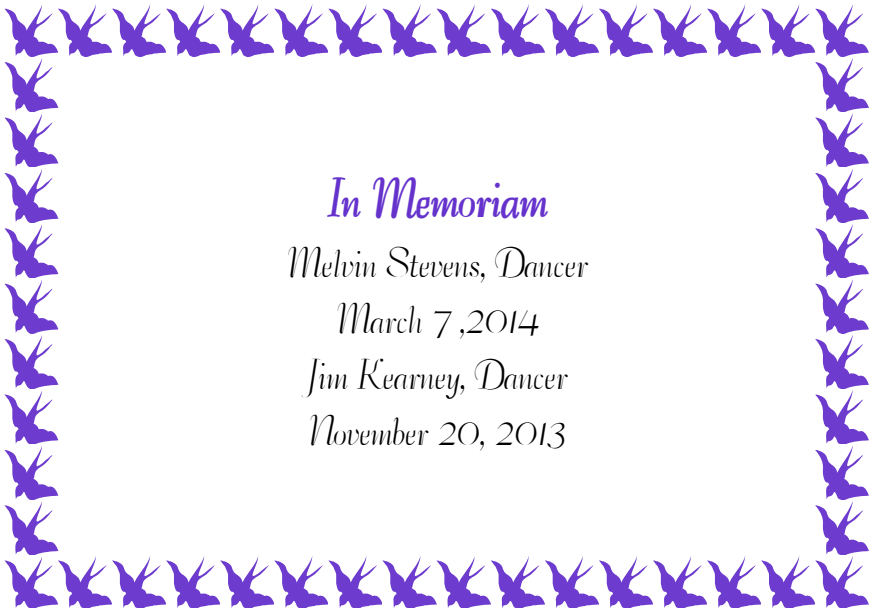 In Memoriam
Melvin Stevens, Dancer
March 7 ,2014
Jim Kearney, Dancer
November 20, 2013